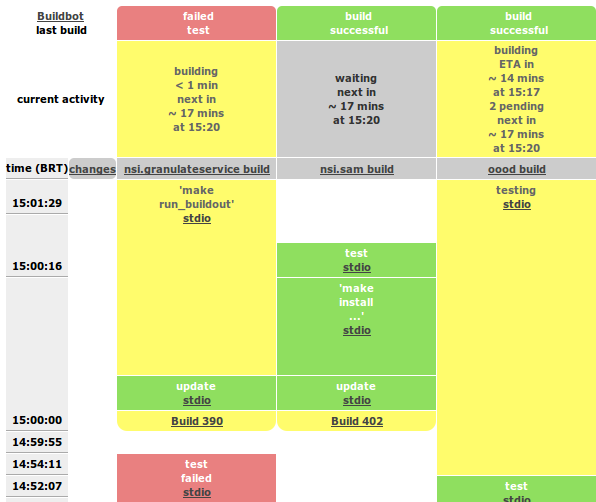 Buildbot
last build
failed
test
build
successful
build
successful
current activity
building
< 1 min
next in
~ 17 mins
at 15:20
waiting
next in
~ 17 mins
at 15:20
building
ETA in
~ 14 mins
at 15:17
2 pending
next in
~ 17 mins
at 15:20
time (BRT)
changes
nsi.granulateservice build
nsi.sam build
oood build
15:01:29
'make
run_buildout'
stdio
testing
stdio
15:00:16
test
stdio
'make
install
...'
stdio
update
stdio
update
stdio
15:00:00
Build 390
Build 402
14:59:55
14:54:11
test
failed
stdio
14:52:07
test
stdio